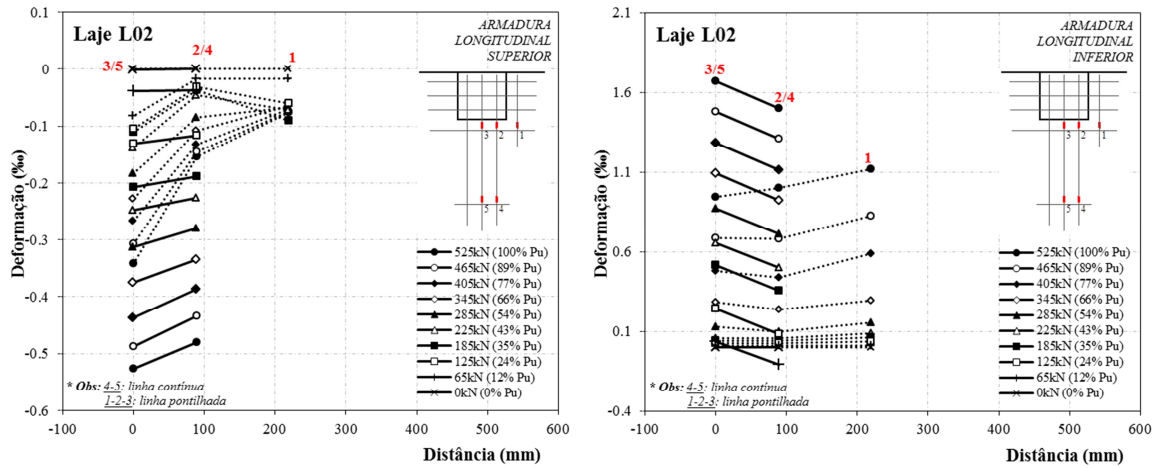 Laje L02
ARMADURA
LONGITUDINAL
SUPERIOR
3/5
2/4
1
3
2
1
5
4
Deformação (‰)
0.1
0
-0.1
-0.2
-0.3
-0.4
-0.5
-0.6
525kN (100% Pu)
465kN (89% Pu)
405kN (77% Pu)
345kN (66% Pu)
285kN (54% Pu)
225kN (43% Pu)
185kN (35% Pu)
125kN (24% Pu)
65kN (12% Pu)
0kN (0% Pu)
* Obs: 4-5: linha contínua
1-2-3: linha pontilhada
-100 0 100 200 300 400 500 600
Distância (mm)
Laje L02
ARMADURA
LONGITUDINAL
INFERIOR
3/5
2/4
1
3
2
1
5
4
Deformação (‰)
2.1
1.6
1.1
0.6
0.1
-0.4
525kN (100% Pu)
465kN (89% Pu)
405kN (77% Pu)
345kN (66% Pu)
285kN (54% Pu)
225kN (43% Pu)
185kN (35% Pu)
125kN (24% Pu)
65kN (12% Pu)
0kN (0% Pu)
* Obs: 4-5: linha contínua
1-2-3: linha pontilhada
-100 0 100 200 300 400 500 600
Distância (mm)